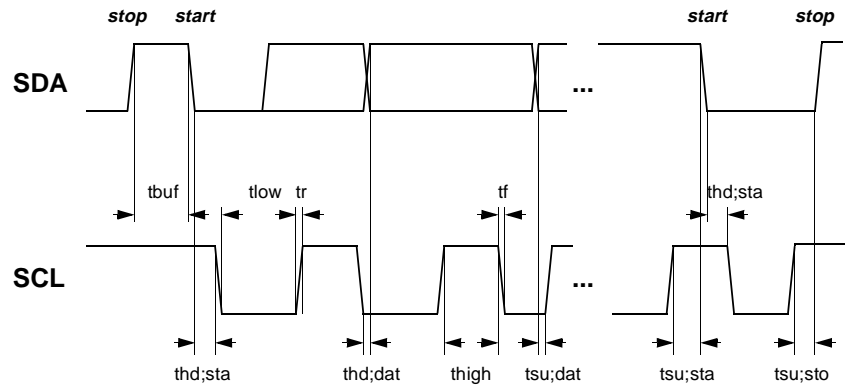 stop start start stop
SDA ...
tbuf tlow tr tf thd;sta
SCL ...
thd;sta thd;dat thigh tsu;dat tsu;sta tsu;sto